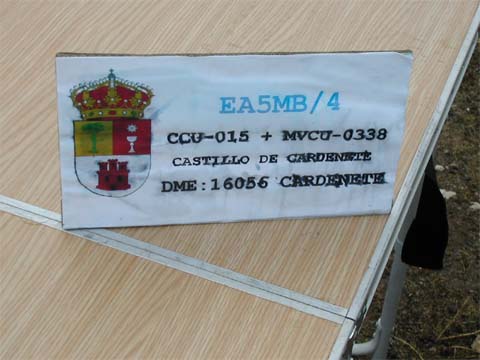 EA5MB/4
CCU-015 + MVCU-0338
CASTILLO DE CARDENETE
DME:16056 CARDENETE